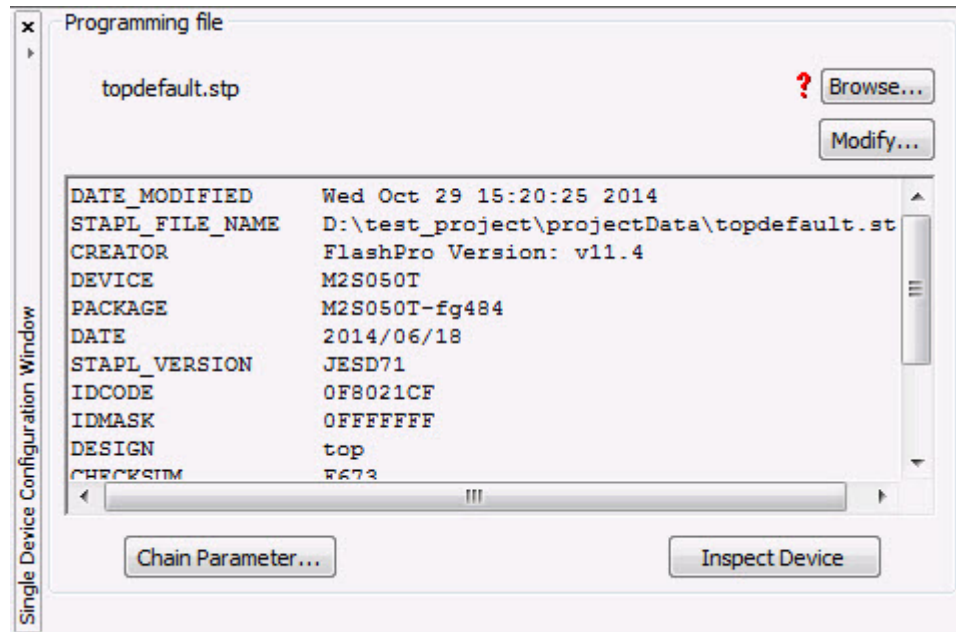 Programming file
topdefault.stp
? Browse...
Modify...
DATE_MODIFIED Wed Oct 29 15:20:25 2014
STAPL_FILE_NAME D:\test_project\projectData\topdefault.st
CREATOR FlashPro Version: v11.4
DEVICE M2S050T
PACKAGE M2S050T-fg484
DATE 2014/06/18
STAPL_VERSION JESD71
IDCODE 0F8021CF
IDMASK 0FFFFFFF
DESIGN top
CHECKSUM E673
Chain Parameter... Inspect Device
Single Device Configuration Window